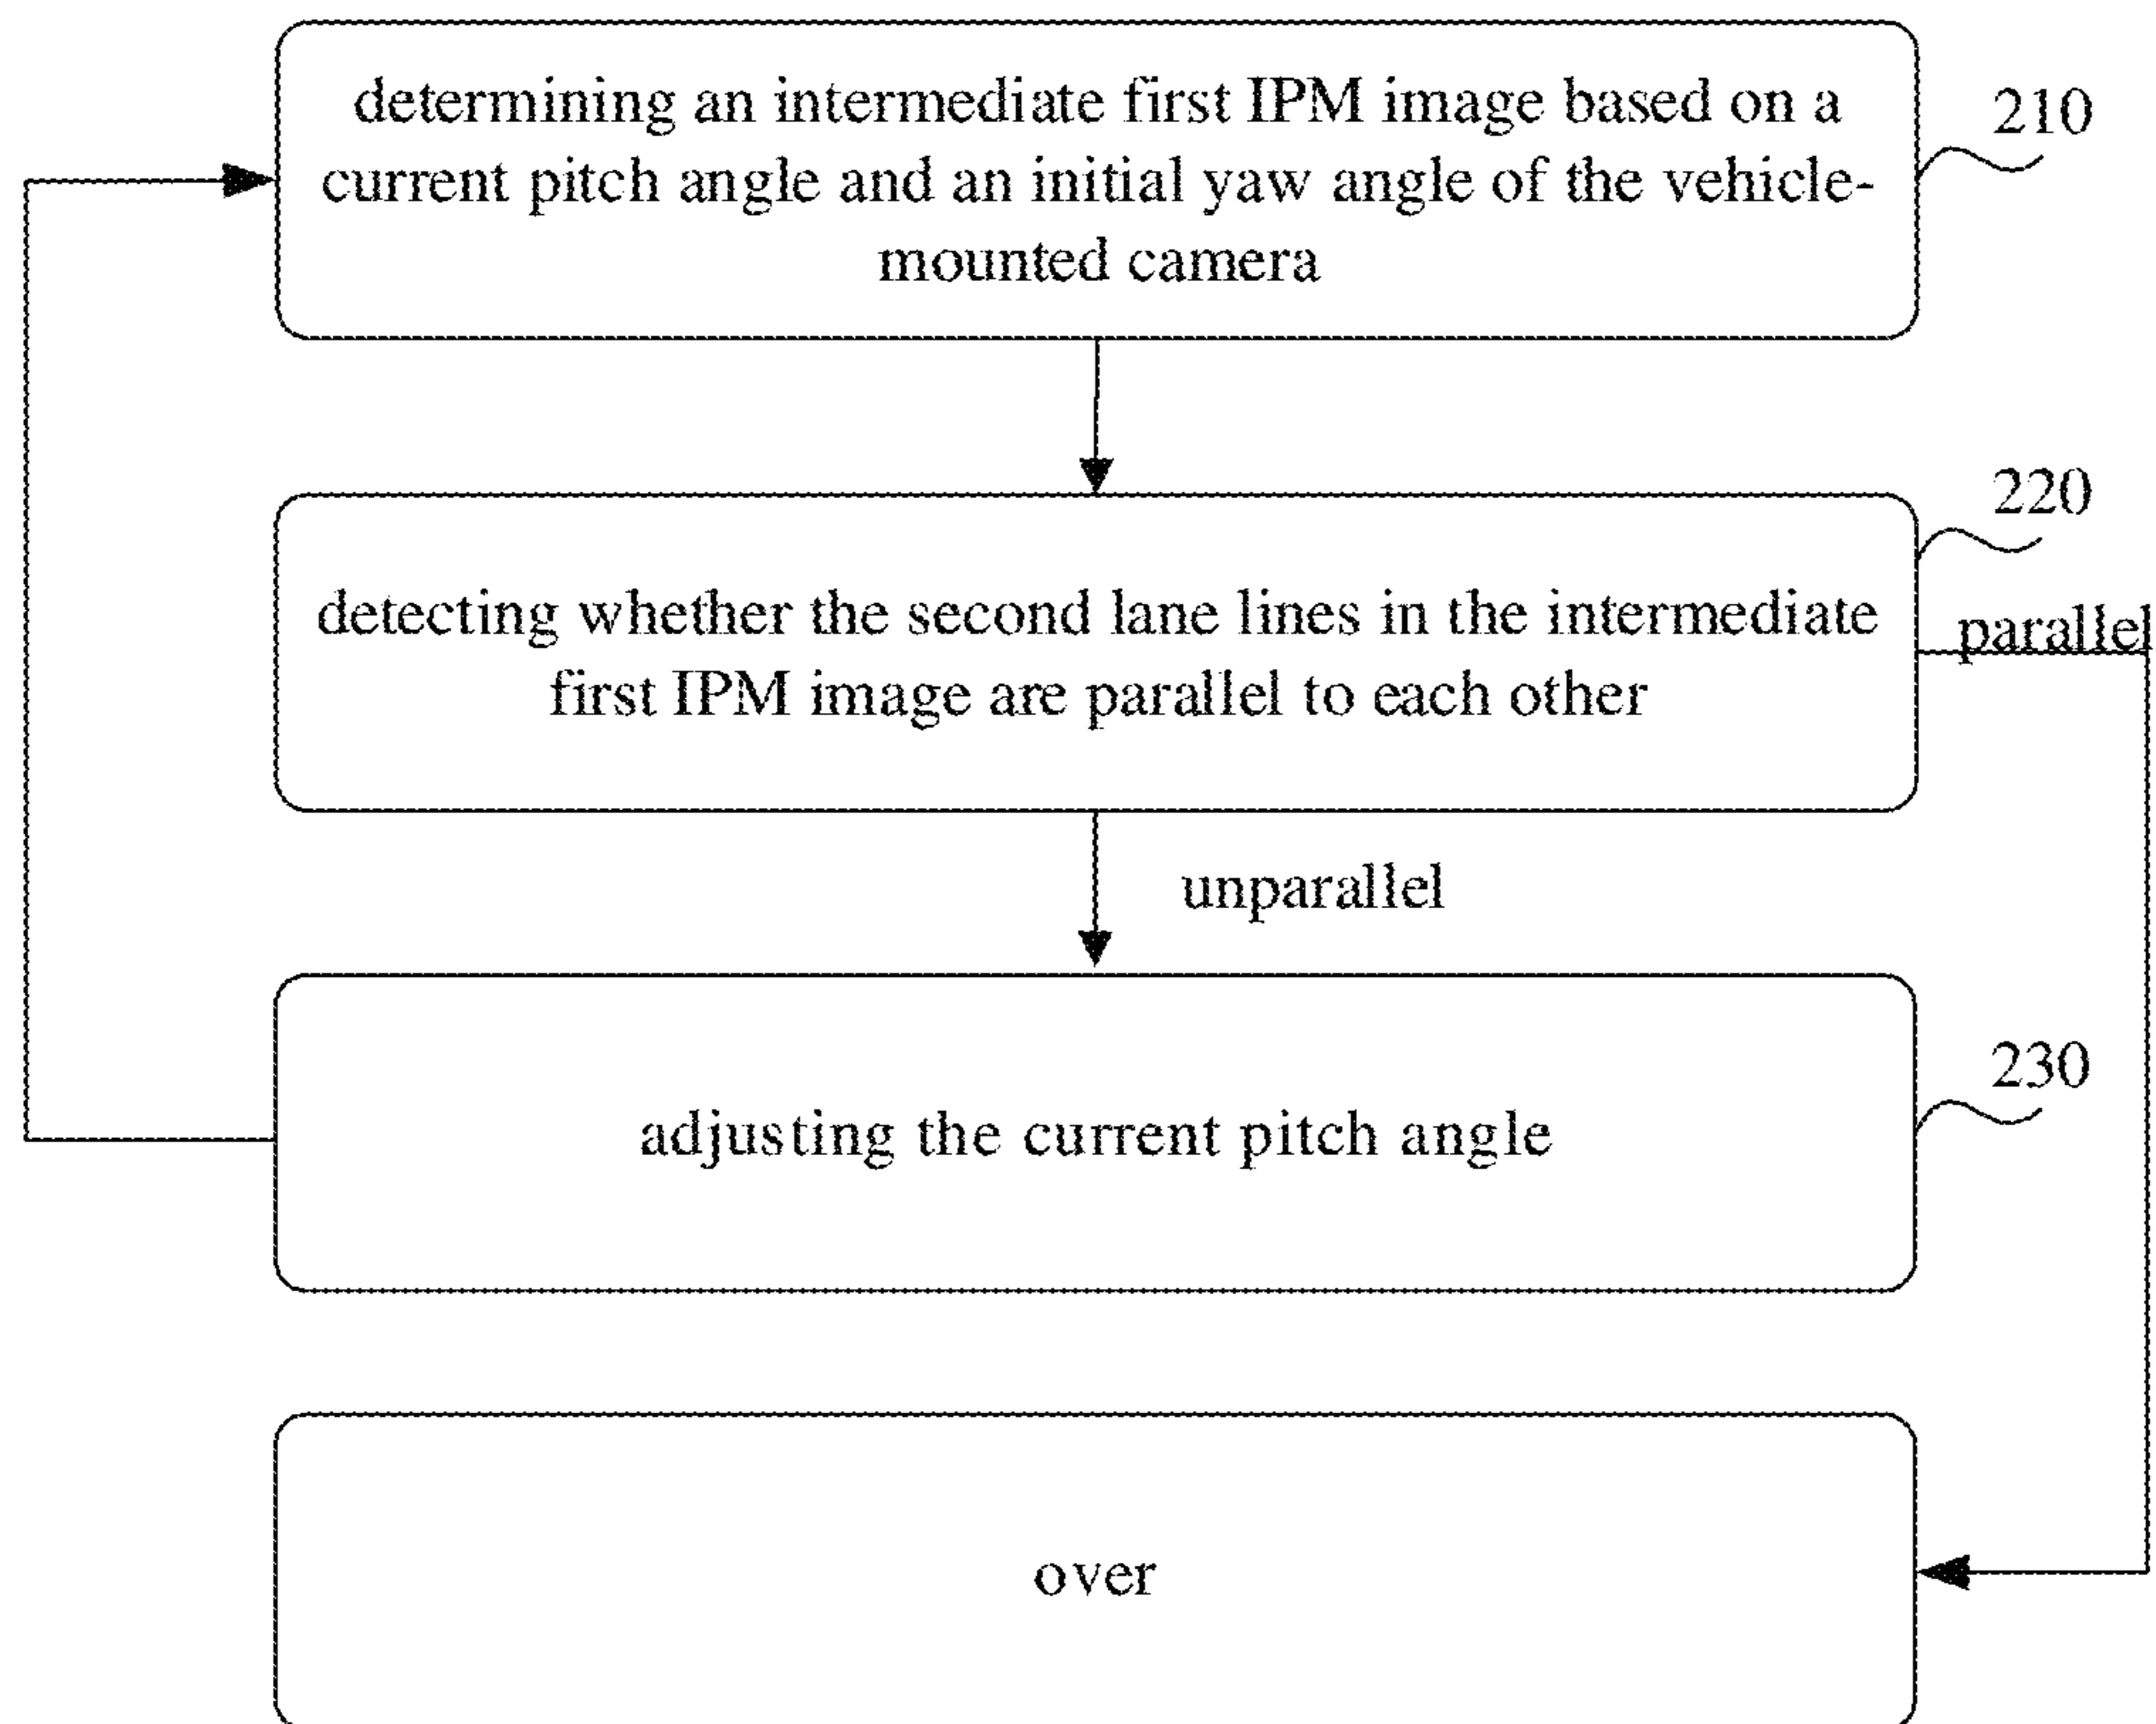 determining an intermediate first IPM image based on a
current pitch angle and an initial yaw angle of the vehicle-
mounted camera
210
220
detecting whether the second lane lines in the intermediate
first IPM image are parallel to each other
parallel
unparallel
230
adjusting the current pitch angle
over